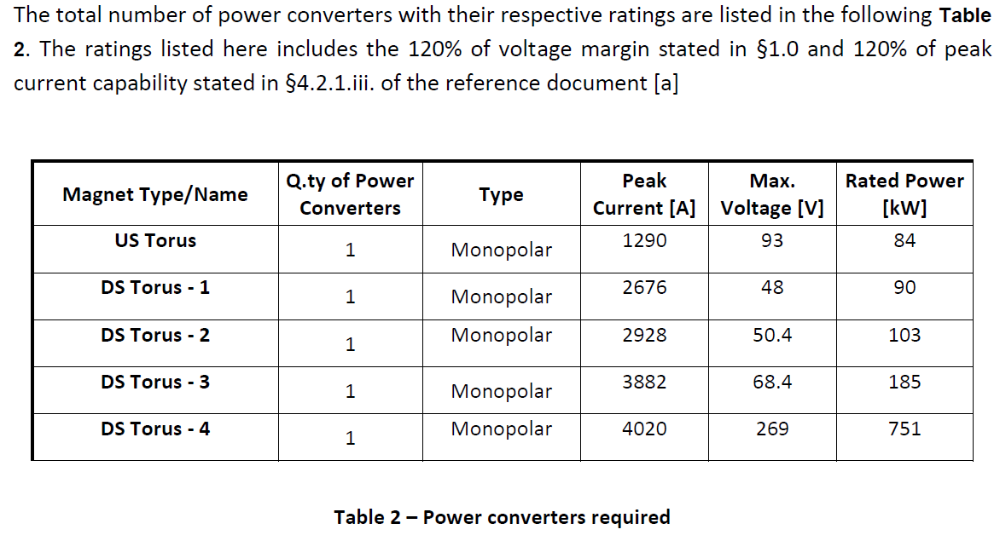 The total number of power converters with their respective ratings are listed in the following Table
2. The ratings listed here includes the 120% of voltage margin stated in §1.0 and 120% of peak
current capability stated in §4.2.1.iii. of the reference document [a]
Magnet Type/Name Q.ty of Power Converters Type Peak Current [A] Max. Voltage [V] Rated Power [kW]
US Torus 1 Monopolar 1290 93 84
DS Torus - 1 1 Monopolar 2676 48 90
DS Torus - 2 1 Monopolar 2928 50.4 103
DS Torus - 3 1 Monopolar 3882 68.4 185
DS Torus - 4 1 Monopolar 4020 269 751
Table 2 – Power converters required